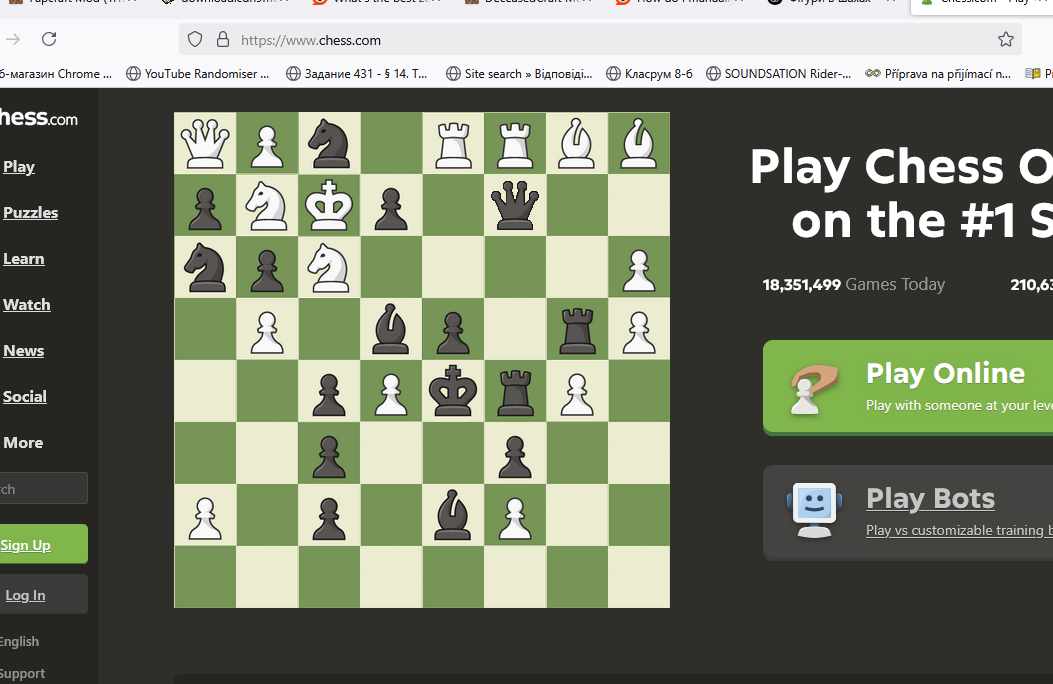 https://www.chess.com
б-магазин Chrome ... YouTube Randomiser ... Задание 431 - § 14. Т... Site search » Відповіді... Класрум 8-б SOUNDSATION Rider-... Příprava na přijímací n...
hess.com
Play
Puzzles
Learn
Watch
News
Social
More
rch
Sign Up
Log In
English
Support
Play Chess O
on the #1 S
18,351,499 Games Today 210,63
Play Online
Play with someone at your leve
Play Bots
Play vs customizable training b